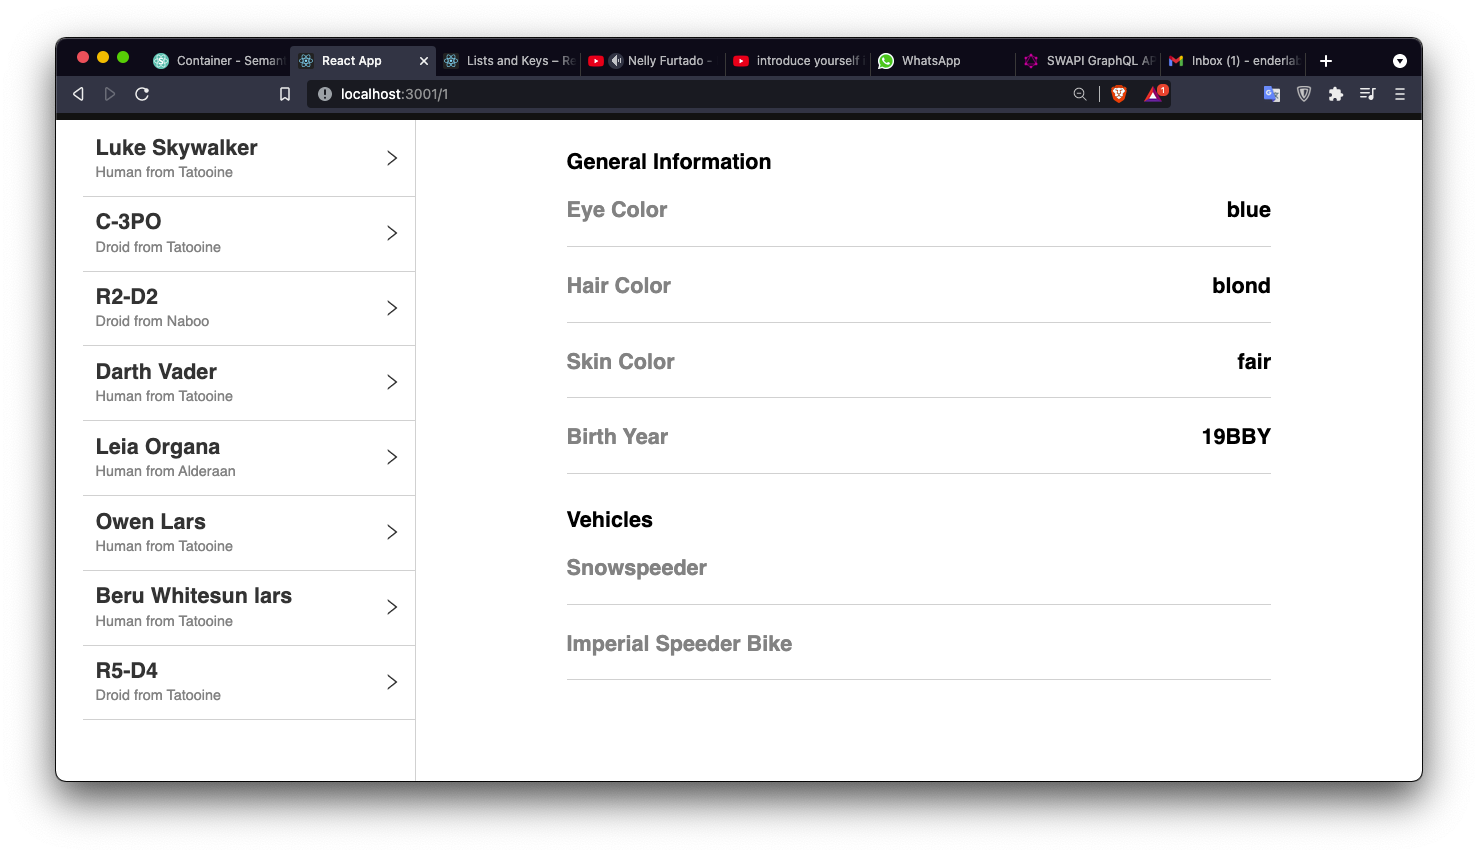 Container - Seman
React App
Lists and Keys – Re
Nelly Furtado -
introduce yourself i
WhatsApp
SWAPI GraphQL AP
Inbox (1) - enderlab
localhost:3001/1
1
Luke Skywalker
Human from Tatooine
C-3PO
Droid from Tatooine
R2-D2
Droid from Naboo
Darth Vader
Human from Tatooine
Leia Organa
Human from Alderaan
Owen Lars
Human from Tatooine
Beru Whitesun lars
Human from Tatooine
R5-D4
Droid from Tatooine
General Information
Eye Color blue
Hair Color blond
Skin Color fair
Birth Year 19BBY
Vehicles
Snowspeeder
Imperial Speeder Bike